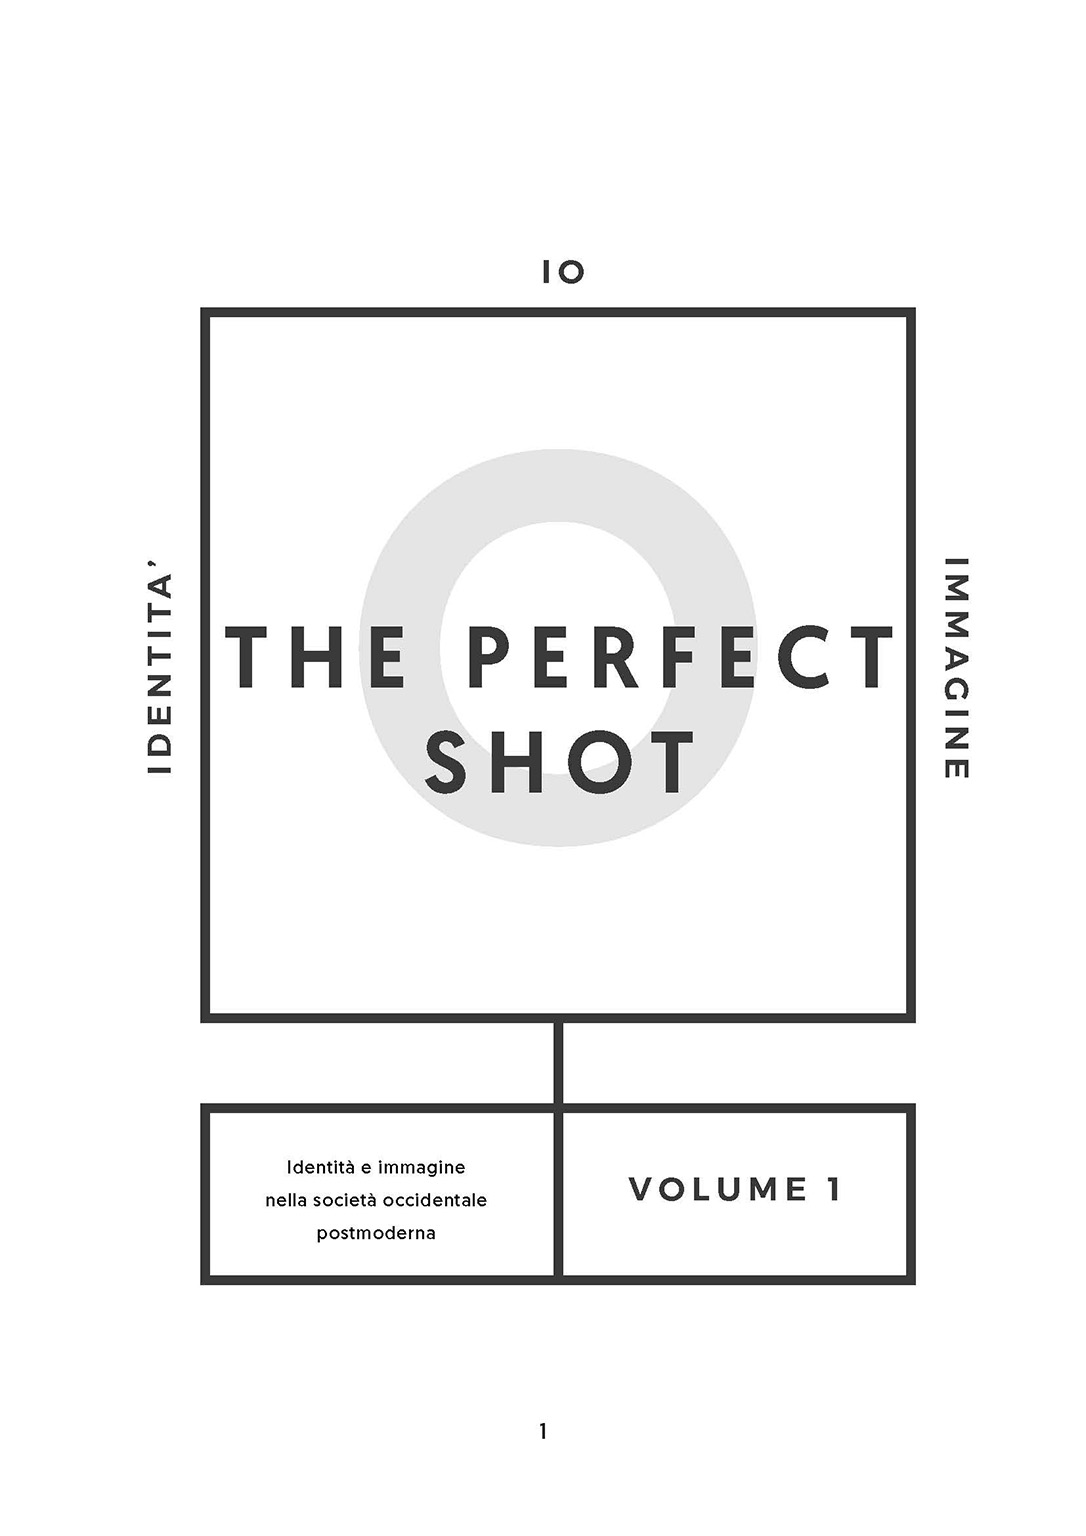 IO
IDENTITA’
THE PERFECT
SHOT
IMMAGINE
Identità e immagine
nella società occidentale
postmoderna
VOLUME 1
1